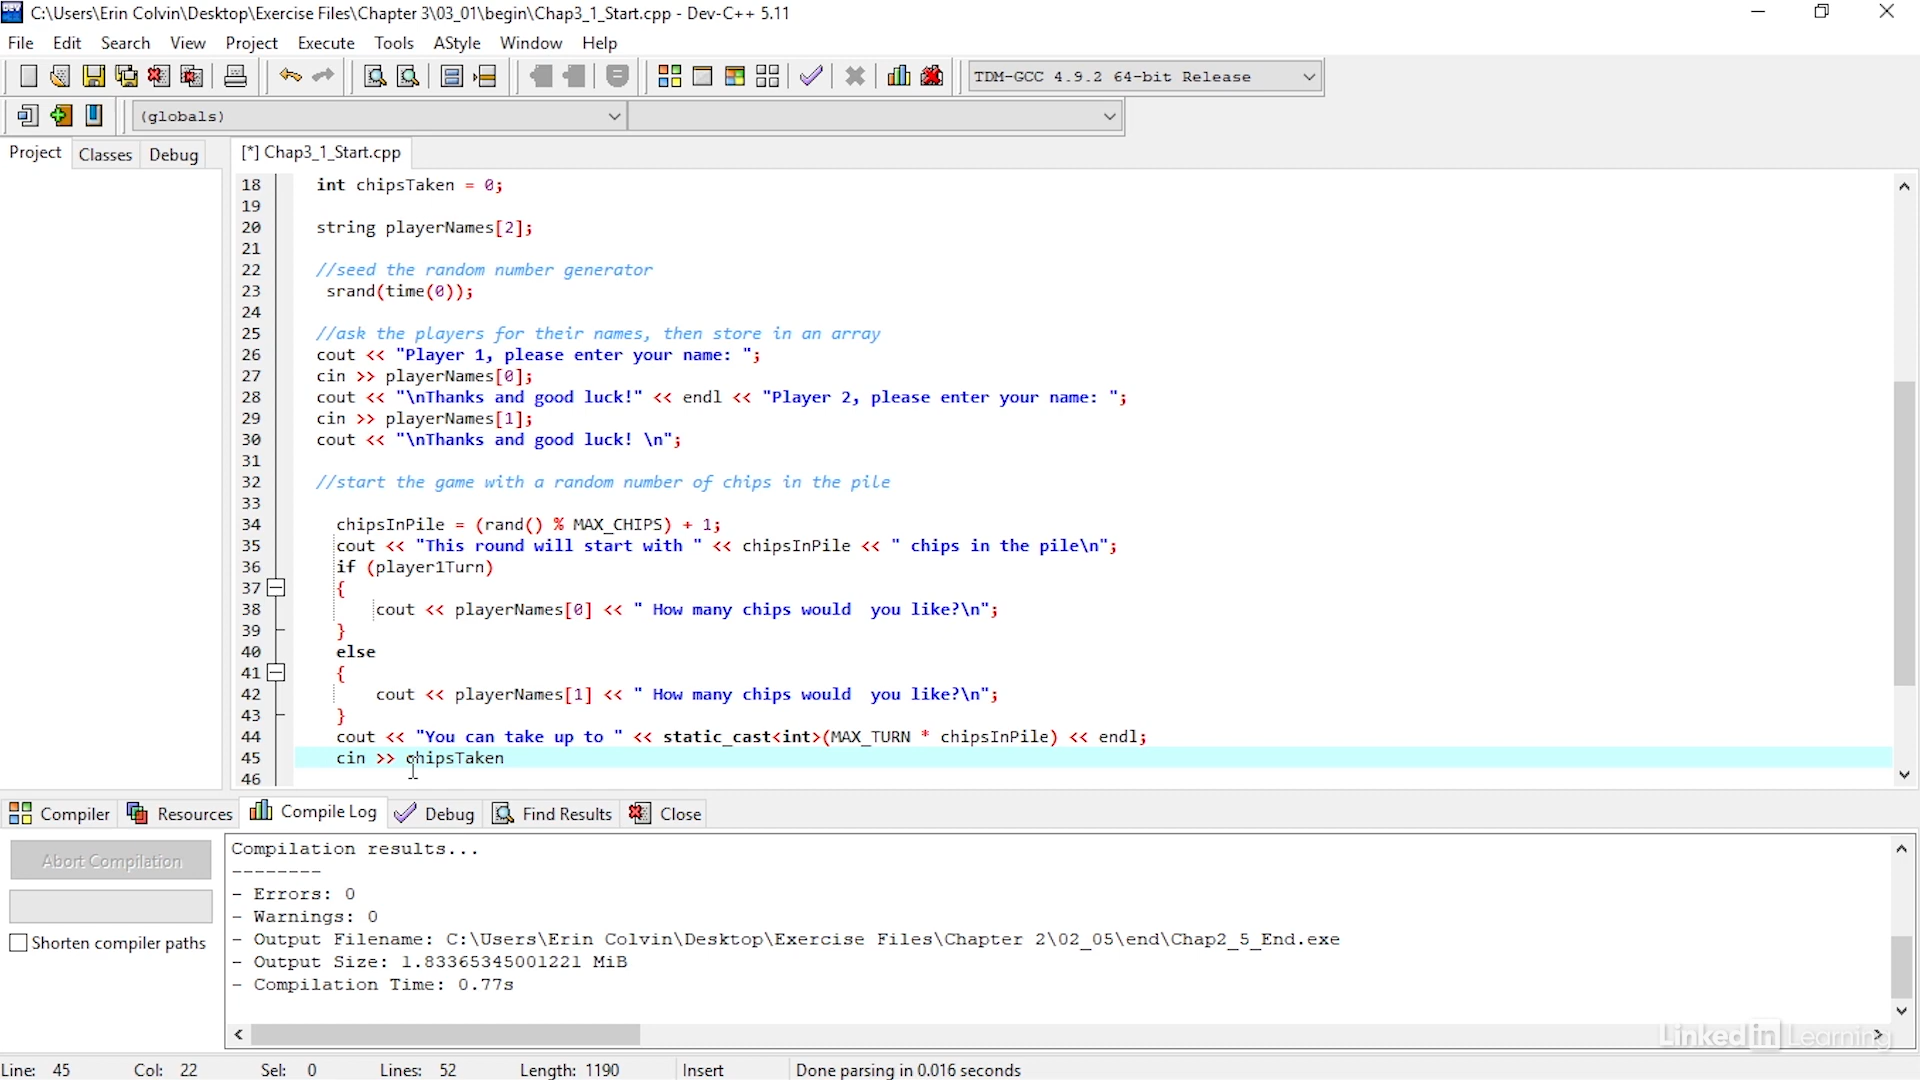 C:\Users\Erin Colvin\Desktop\Exercise Files\Chapter 3\03_01\begin\Chap3_1_Start.cpp - Dev-C++ 5.11
File Edit Search View Project Execute Tools AStyle Window Help
TDM-GCC 4.9.2 64-bit Release
(globals)
Project Classes Debug [*] Chap3_1_Start.cpp
18 int chipsTaken = 0;
19
20 string playerNames[2];
21
22 //seed the random number generator
23 srand(time(0));
24
25 //ask the players for their names, then store in an array
26 cout << "Player 1, please enter your name: ";
27 cin >> playerNames[0];
28 cout << "\nThanks and good luck!" << endl << "Player 2, please enter your name: ";
29 cin >> playerNames[1];
30 cout << "\nThanks and good luck! \n";
31
32 //start the game with a random number of chips in the pile
33
34 chipsInPile = (rand() % MAX_CHIPS) + 1;
35 cout << "This round will start with " << chipsInPile << " chips in the pile\n";
36 if (player1Turn)
37 {
38 cout << playerNames[0] << " How many chips would  you like?\n";
39 }
40 else
41 {
42 cout << playerNames[1] << " How many chips would  you like?\n";
43 }
44 cout << "You can take up to " << static_cast<int>(MAX_TURN * chipsInPile) << endl;
45 cin >> chipsTaken
46
Compiler Resources Compile Log Debug Find Results Close
Abort Compilation
Shorten compiler paths
Compilation results...
--------
- Errors: 0
- Warnings: 0
- Output Filename: C:\Users\Erin Colvin\Desktop\Exercise Files\Chapter 2\02_05\end\Chap2_5_End.exe
- Output Size: 1.83365345001221 MiB
- Compilation Time: 0.77s
Linked in Learning
Line: 45 Col: 22 Sel: 0 Lines: 52 Length: 1190 Insert Done parsing in 0.016 seconds